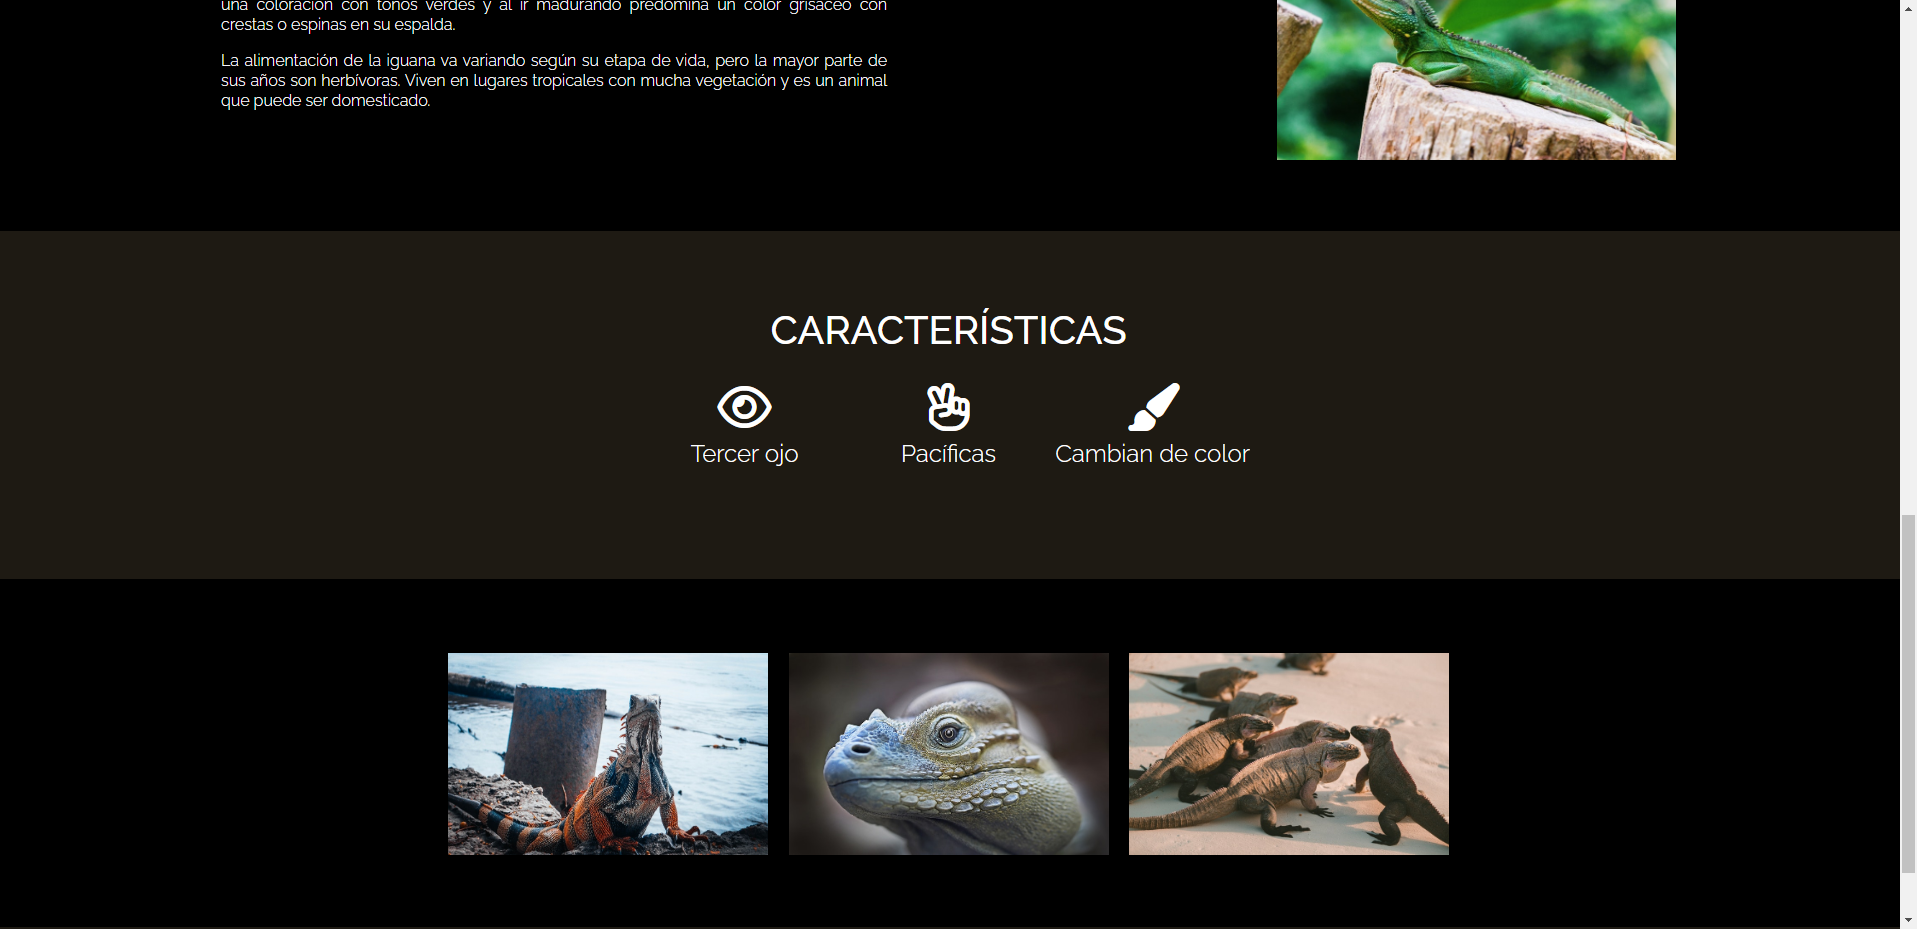 una coloración con tonos verdes y al ir madurando predomina un color grisáceo con
crestas o espinas en su espalda.
La alimentación de la iguana va variando según su etapa de vida, pero la mayor parte de
sus años son herbívoras. Viven en lugares tropicales con mucha vegetación y es un animal
que puede ser domesticado.
CARACTERÍSTICAS
Tercer ojo
Pacíficas
Cambian de color